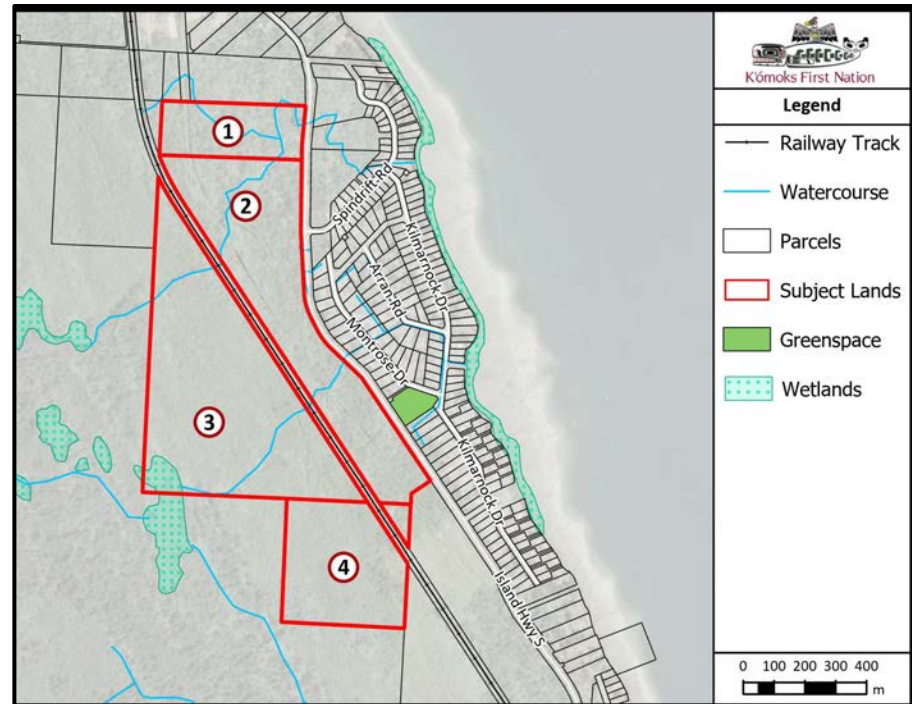 K'ómoks First Nation
Legend
Railway Track
Watercourse
Parcels
Subject Lands
Greenspace
Wetlands
0 100 200 300 400
m
1
2
3
4
Spindrift Rd
Kilmarnock Dr
Arran Rd
Montrose Dr
Kilmarnock Dr
Island Hwy S